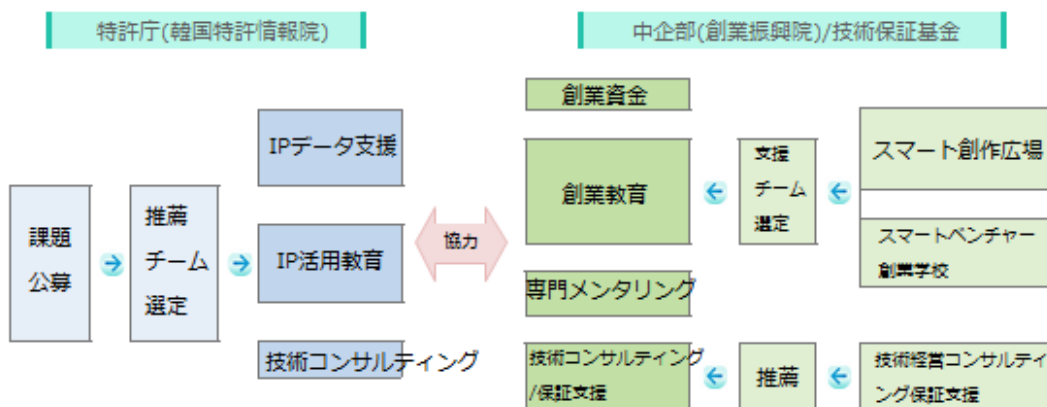 特許庁(韓国特許情報院)
中企部(創業振興院)/技術保証基金
課題
公募
推薦
チーム
選定
IPデータ支援
IP活用教育
技術コンサルティング
協力
創業資金
創業教育
専門メンタリング
技術コンサルティング
/保証支援
支援
チーム
選定
推薦
スマート創作広場
スマートベンチャー
創業学校
技術経営コンサルティ
ング保証支援